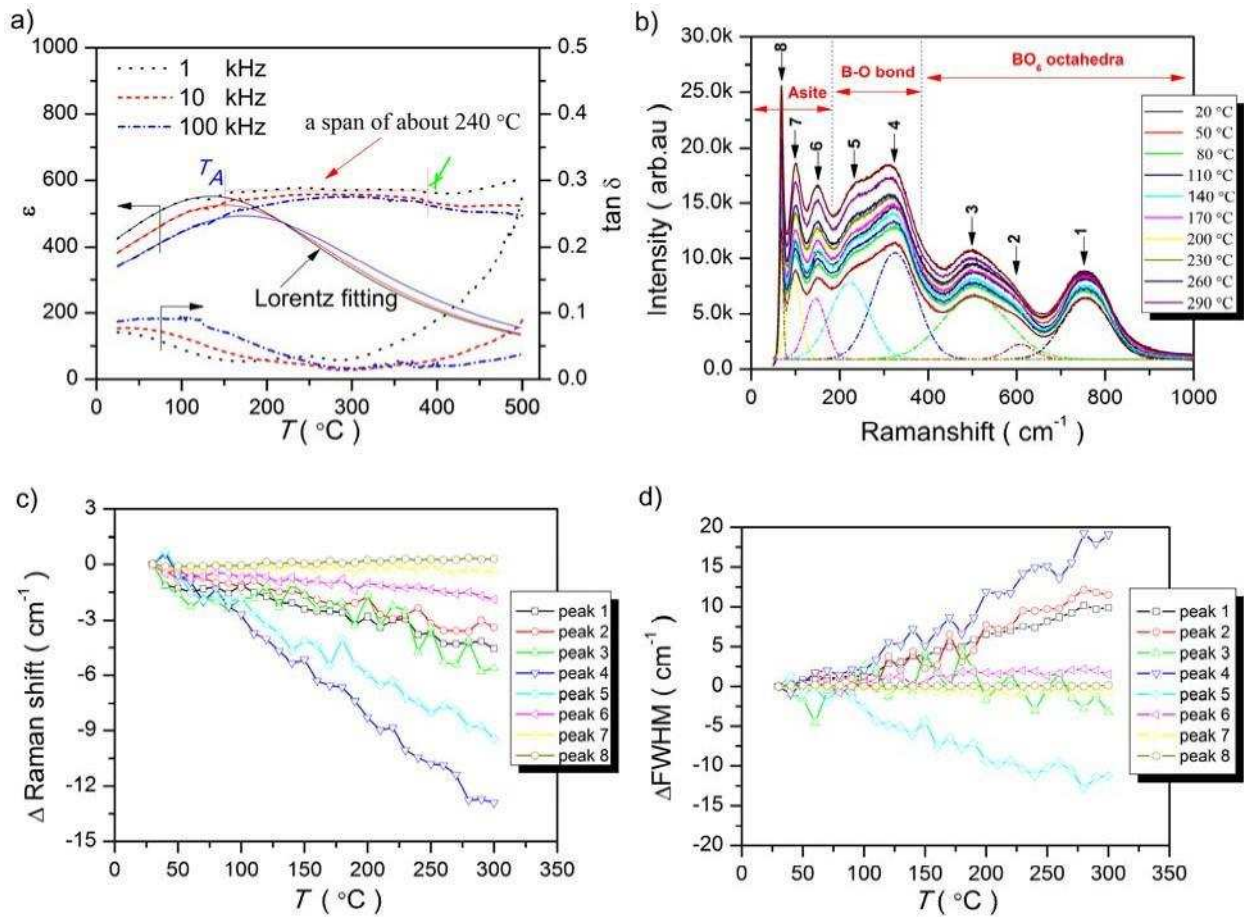 a)
1 kHz
10 kHz
100 kHz
a span of about 240 °C
T_A
Lorentz fitting
1000
800
600
400
200
0
ε
0.5
0.4
0.3
0.2
0.1
0.0
tan δ
0 100 200 300 400 500
T ( °C)
b)
30.0k
25.0k
20.0k
15.0k
10.0k
5.0k
0.0
Intensity ( arb.au)
Asite
B-O bond
BO₆ octahedra
8
7
6
5
4
3
2
1
20 °C
50 °C
80 °C
110 °C
140 °C
170 °C
200 °C
230 °C
260 °C
290 °C
0 200 400 600 800 1000
Ramanshift ( cm⁻¹)
c)
3
0
-3
-6
-9
-12
-15
Δ Raman shift ( cm⁻¹)
peak 1
peak 2
peak 3
peak 4
peak 5
peak 6
peak 7
peak 8
0 50 100 150 200 250 300 350
T ( °C)
d)
20
15
10
5
0
-5
-10
-15
-20
ΔFWHM ( cm⁻¹)
peak 1
peak 2
peak 3
peak 4
peak 5
peak 6
peak 7
peak 8
0 50 100 150 200 250 300 350
T ( °C)